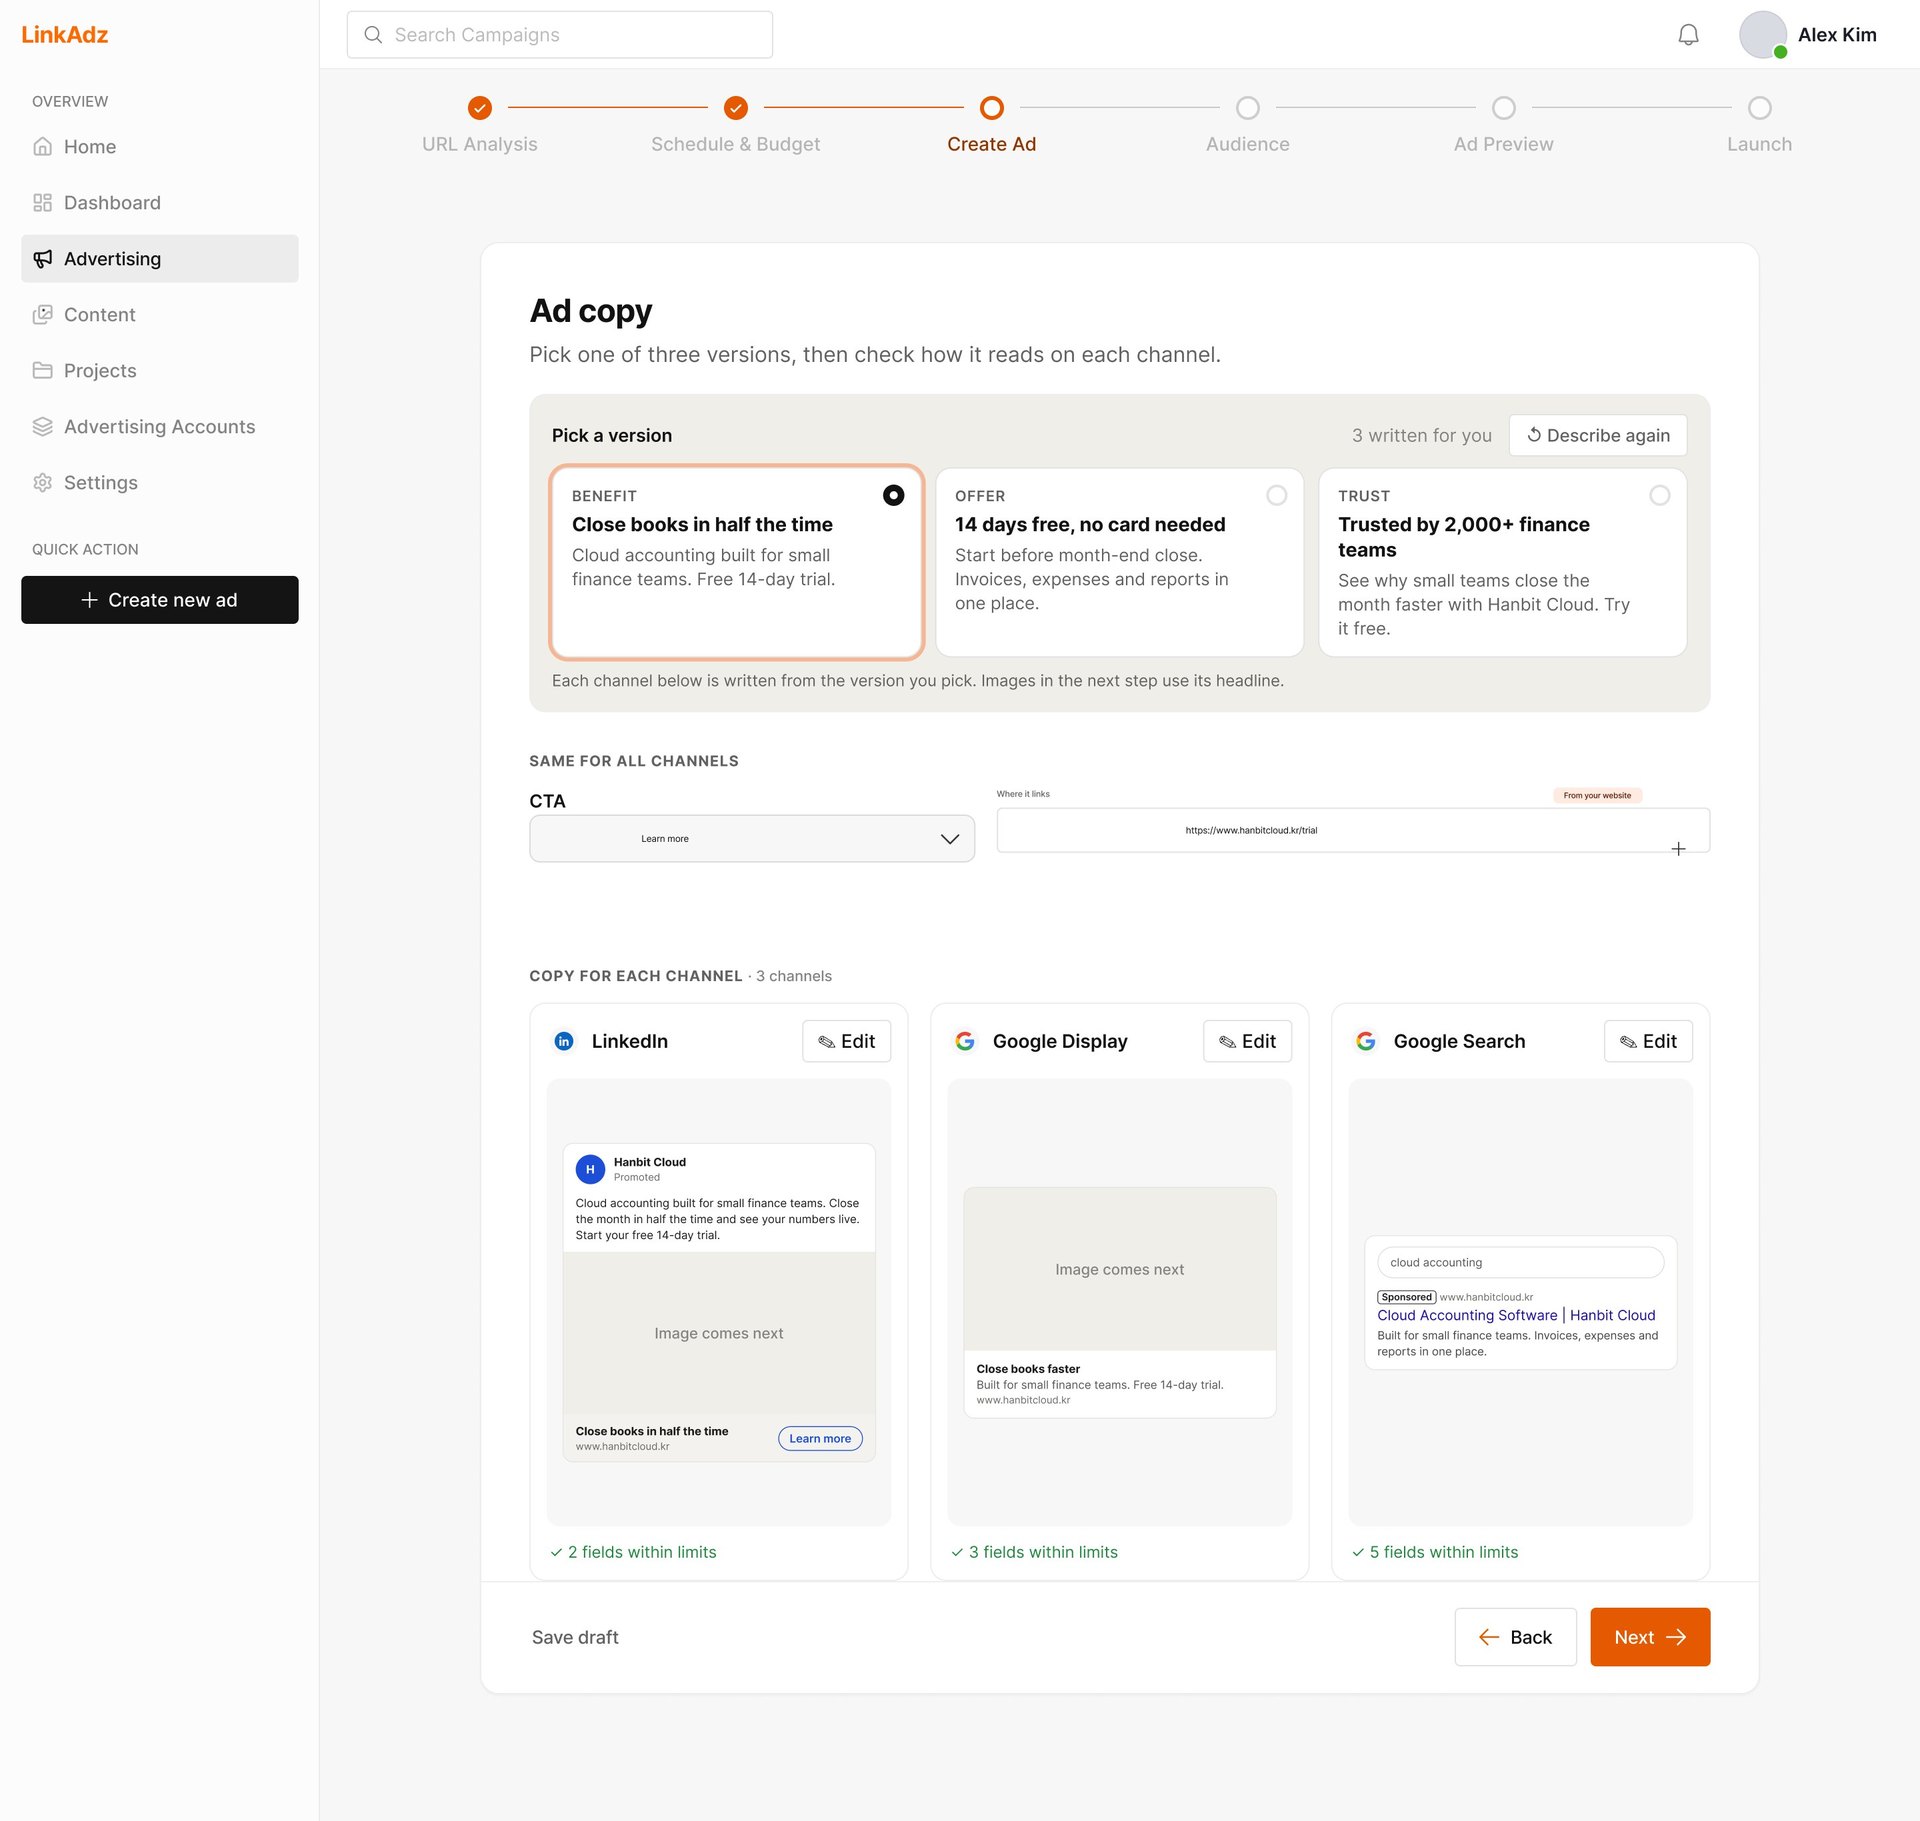 LinkAdz
Search Campaigns
Alex Kim
OVERVIEW
Home
Dashboard
Advertising
Content
Projects
Advertising Accounts
Settings
QUICK ACTION
Create new ad
URL Analysis
Schedule & Budget
Create Ad
Audience
Ad Preview
Launch
Ad copy
Pick one of three versions, then check how it reads on each channel.
Pick a version
3 written for you
Describe again
BENEFIT
Close books in half the time
Cloud accounting built for small
finance teams. Free 14-day trial.
OFFER
14 days free, no card needed
Start before month-end close.
Invoices, expenses and reports in
one place.
TRUST
Trusted by 2,000+ finance
teams
See why small teams close the
month faster with Hanbit Cloud. Try
it free.
Each channel below is written from the version you pick. Images in the next step use its headline.
SAME FOR ALL CHANNELS
CTA
Learn more
Where it links
From your website
https://www.hanbitcloud.kr/trial
COPY FOR EACH CHANNEL · 3 channels
LinkedIn
Edit
H
Hanbit Cloud
Promoted
Cloud accounting built for small finance teams. Close
the month in half the time and see your numbers live.
Start your free 14-day trial.
Image comes next
Close books in half the time
www.hanbitcloud.kr
Learn more
2 fields within limits
Google Display
Edit
Image comes next
Close books faster
Built for small finance teams. Free 14-day trial.
www.hanbitcloud.kr
3 fields within limits
Google Search
Edit
cloud accounting
Sponsored www.hanbitcloud.kr
Cloud Accounting Software | Hanbit Cloud
Built for small finance teams. Invoices, expenses and
reports in one place.
5 fields within limits
Save draft
Back
Next